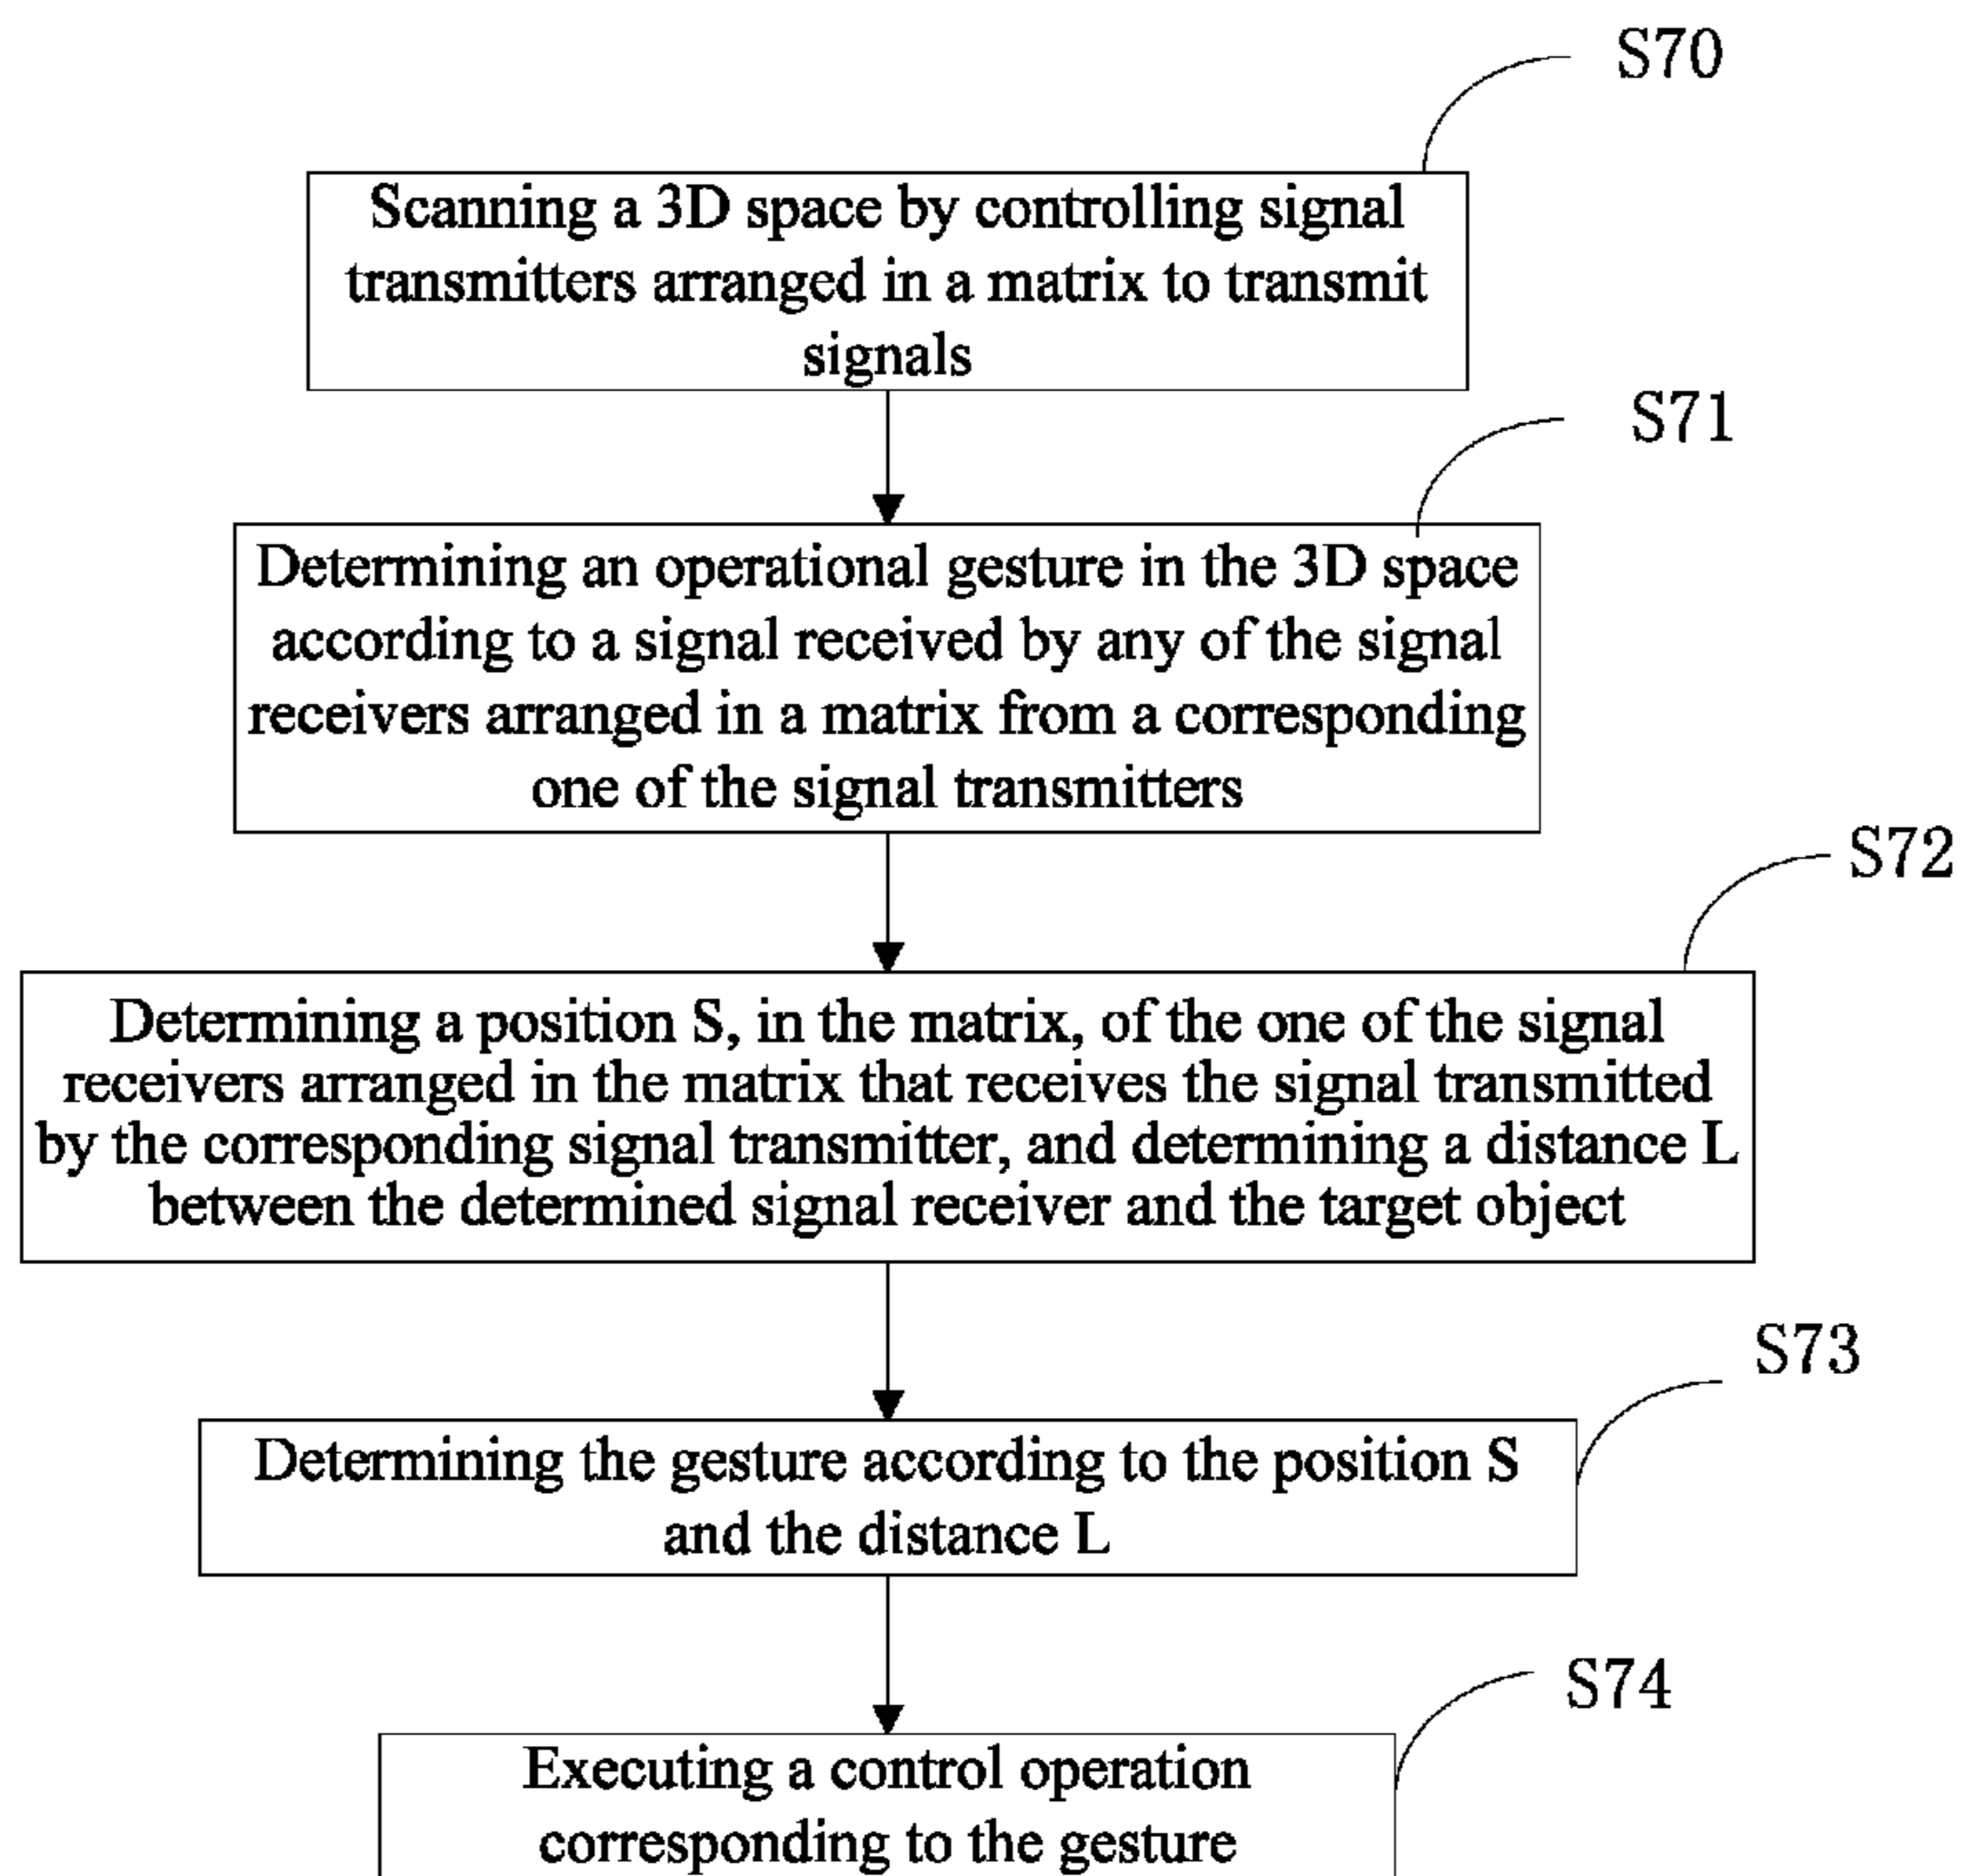 S70
Scanning a 3D space by controlling signal
transmitters arranged in a matrix to transmit
signals
S71
Determining an operational gesture in the 3D space
according to a signal received by any of the signal
receivers arranged in a matrix from a corresponding
one of the signal transmitters
S72
Determining a position S, in the matrix, of the one of the signal
receivers arranged in the matrix that receives the signal transmitted
by the corresponding signal transmitter, and determining a distance L
between the determined signal receiver and the target object
S73
Determining the gesture according to the position S
and the distance L
S74
Executing a control operation
corresponding to the gesture